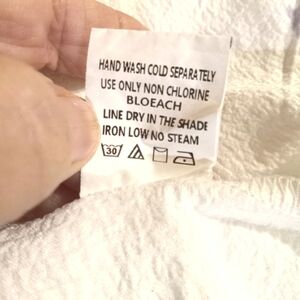 HAND WASH COLD SEPARATELY
USE ONLY NON CHLORINE
BLOEACH
LINE DRY IN THE SHADE
IRON LOW NO STEAM
30